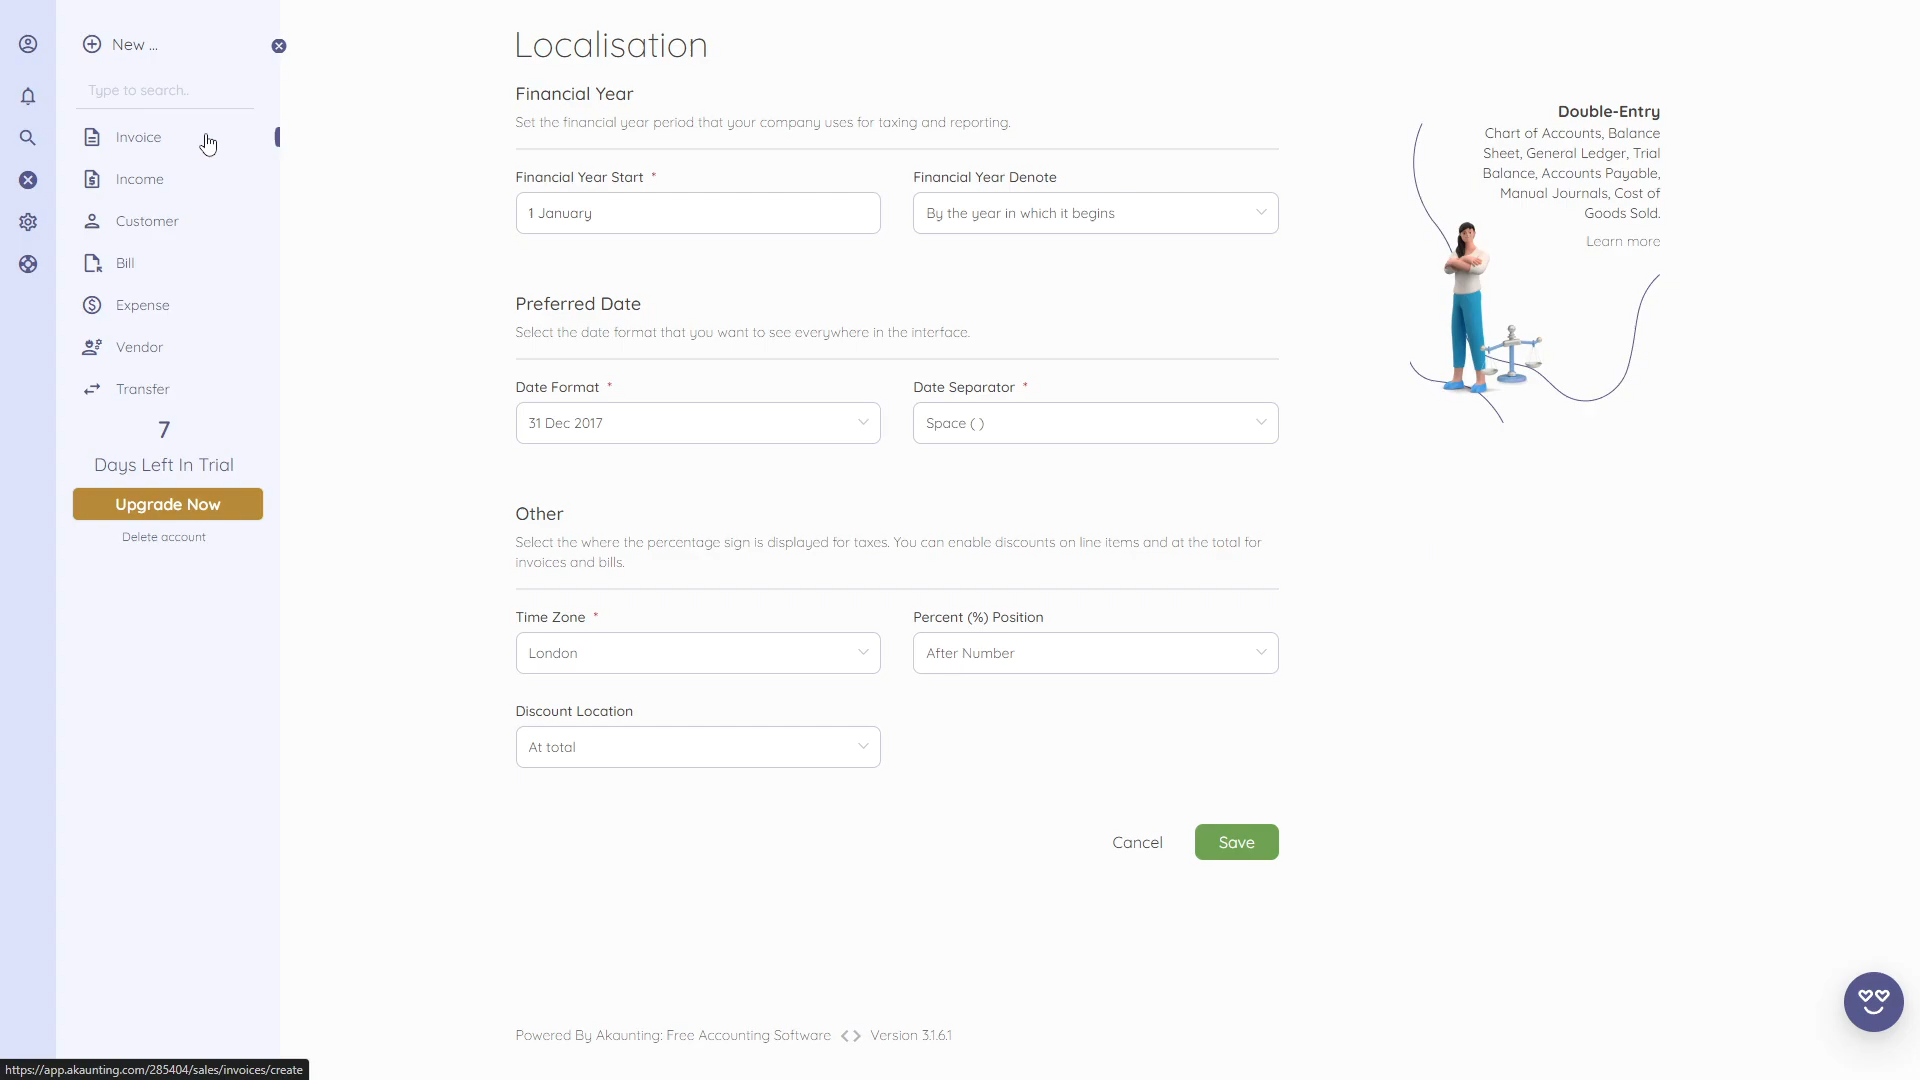 New ...
Type to search..
Invoice
Income
Customer
Bill
Expense
Vendor
Transfer
7
Days Left In Trial
Upgrade Now
Delete account
Localisation
Financial Year
Set the financial year period that your company uses for taxing and reporting.
Financial Year Start *
Financial Year Denote
1 January
By the year in which it begins
Preferred Date
Select the date format that you want to see everywhere in the interface.
Date Format *
Date Separator *
31 Dec 2017
Space ( )
Other
Select the where the percentage sign is displayed for taxes. You can enable discounts on line items and at the total for
invoices and bills.
Time Zone *
Percent (%) Position
London
After Number
Discount Location
At total
Cancel
Save
Double-Entry
Chart of Accounts, Balance
Sheet, General Ledger, Trial
Balance, Accounts Payable,
Manual Journals, Cost of
Goods Sold.
Learn more
Powered By Akaunting: Free Accounting Software
Version 3.1.6.1
https://app.akaunting.com/285404/sales/invoices/create